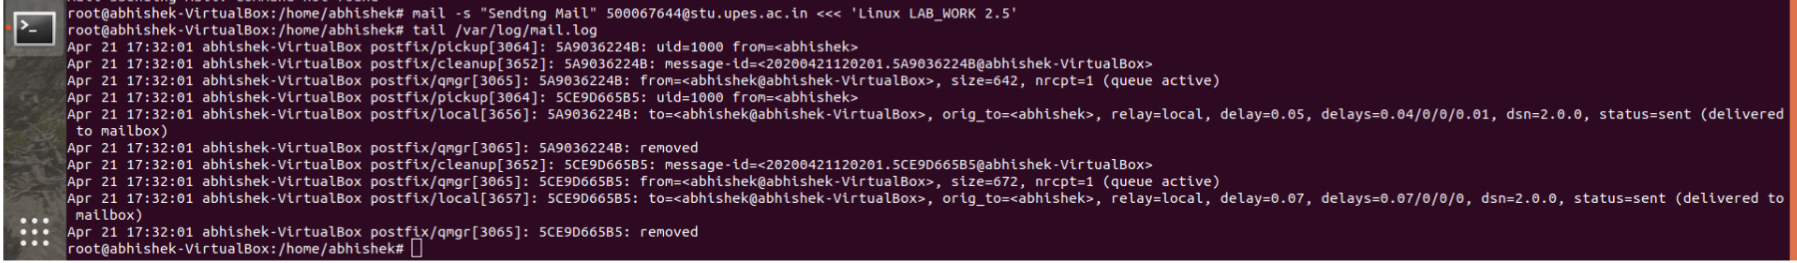 root@abhishek-VirtualBox:/home/abhishek# mail -s "Sending Mail" 500067644@stu.upes.ac.in <<< 'Linux LAB_WORK 2.5'
root@abhishek-VirtualBox:/home/abhishek# tail /var/log/mail.log
Apr 21 17:32:01 abhishek-VirtualBox postfix/pickup[3064]: 5A9036224B: uid=1000 from=<abhishek>
Apr 21 17:32:01 abhishek-VirtualBox postfix/cleanup[3652]: 5A9036224B: message-id=<20200421120201.5A9036224B@abhishek-VirtualBox>
Apr 21 17:32:01 abhishek-VirtualBox postfix/qmgr[3065]: 5A9036224B: from=<abhishek@abhishek-VirtualBox>, size=642, nrcpt=1 (queue active)
Apr 21 17:32:01 abhishek-VirtualBox postfix/pickup[3064]: 5CE9D665B5: uid=1000 from=<abhishek>
Apr 21 17:32:01 abhishek-VirtualBox postfix/local[3656]: 5A9036224B: to=<abhishek@abhishek-VirtualBox>, orig_to=<abhishek>, relay=local, delay=0.05, delays=0.04/0/0/0.01, dsn=2.0.0, status=sent (delivered
to mailbox)
Apr 21 17:32:01 abhishek-VirtualBox postfix/qmgr[3065]: 5A9036224B: removed
Apr 21 17:32:01 abhishek-VirtualBox postfix/cleanup[3652]: 5CE9D665B5: message-id=<20200421120201.5CE9D665B5@abhishek-VirtualBox>
Apr 21 17:32:01 abhishek-VirtualBox postfix/qmgr[3065]: 5CE9D665B5: from=<abhishek@abhishek-VirtualBox>, size=672, nrcpt=1 (queue active)
Apr 21 17:32:01 abhishek-VirtualBox postfix/local[3657]: 5CE9D665B5: to=<abhishek@abhishek-VirtualBox>, orig_to=<abhishek>, relay=local, delay=0.07, delays=0.07/0/0/0, dsn=2.0.0, status=sent (delivered to
mailbox)
Apr 21 17:32:01 abhishek-VirtualBox postfix/qmgr[3065]: 5CE9D665B5: removed
root@abhishek-VirtualBox:/home/abhishek#